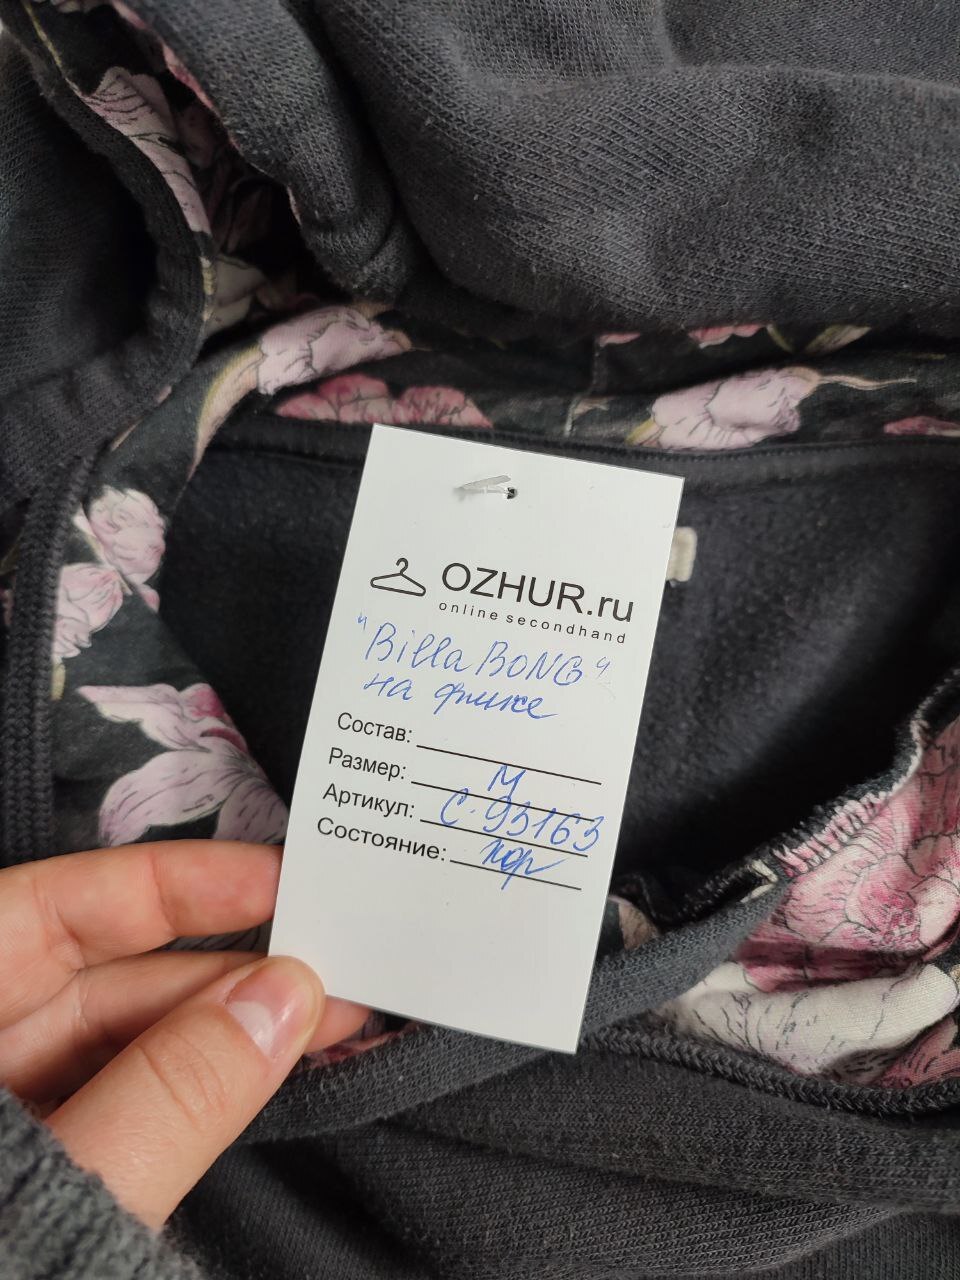 OZHUR.ru
online secondhand
"Billa BONG"
на флисе
Состав:
Размер: М
Артикул: С-93163
Состояние: хор